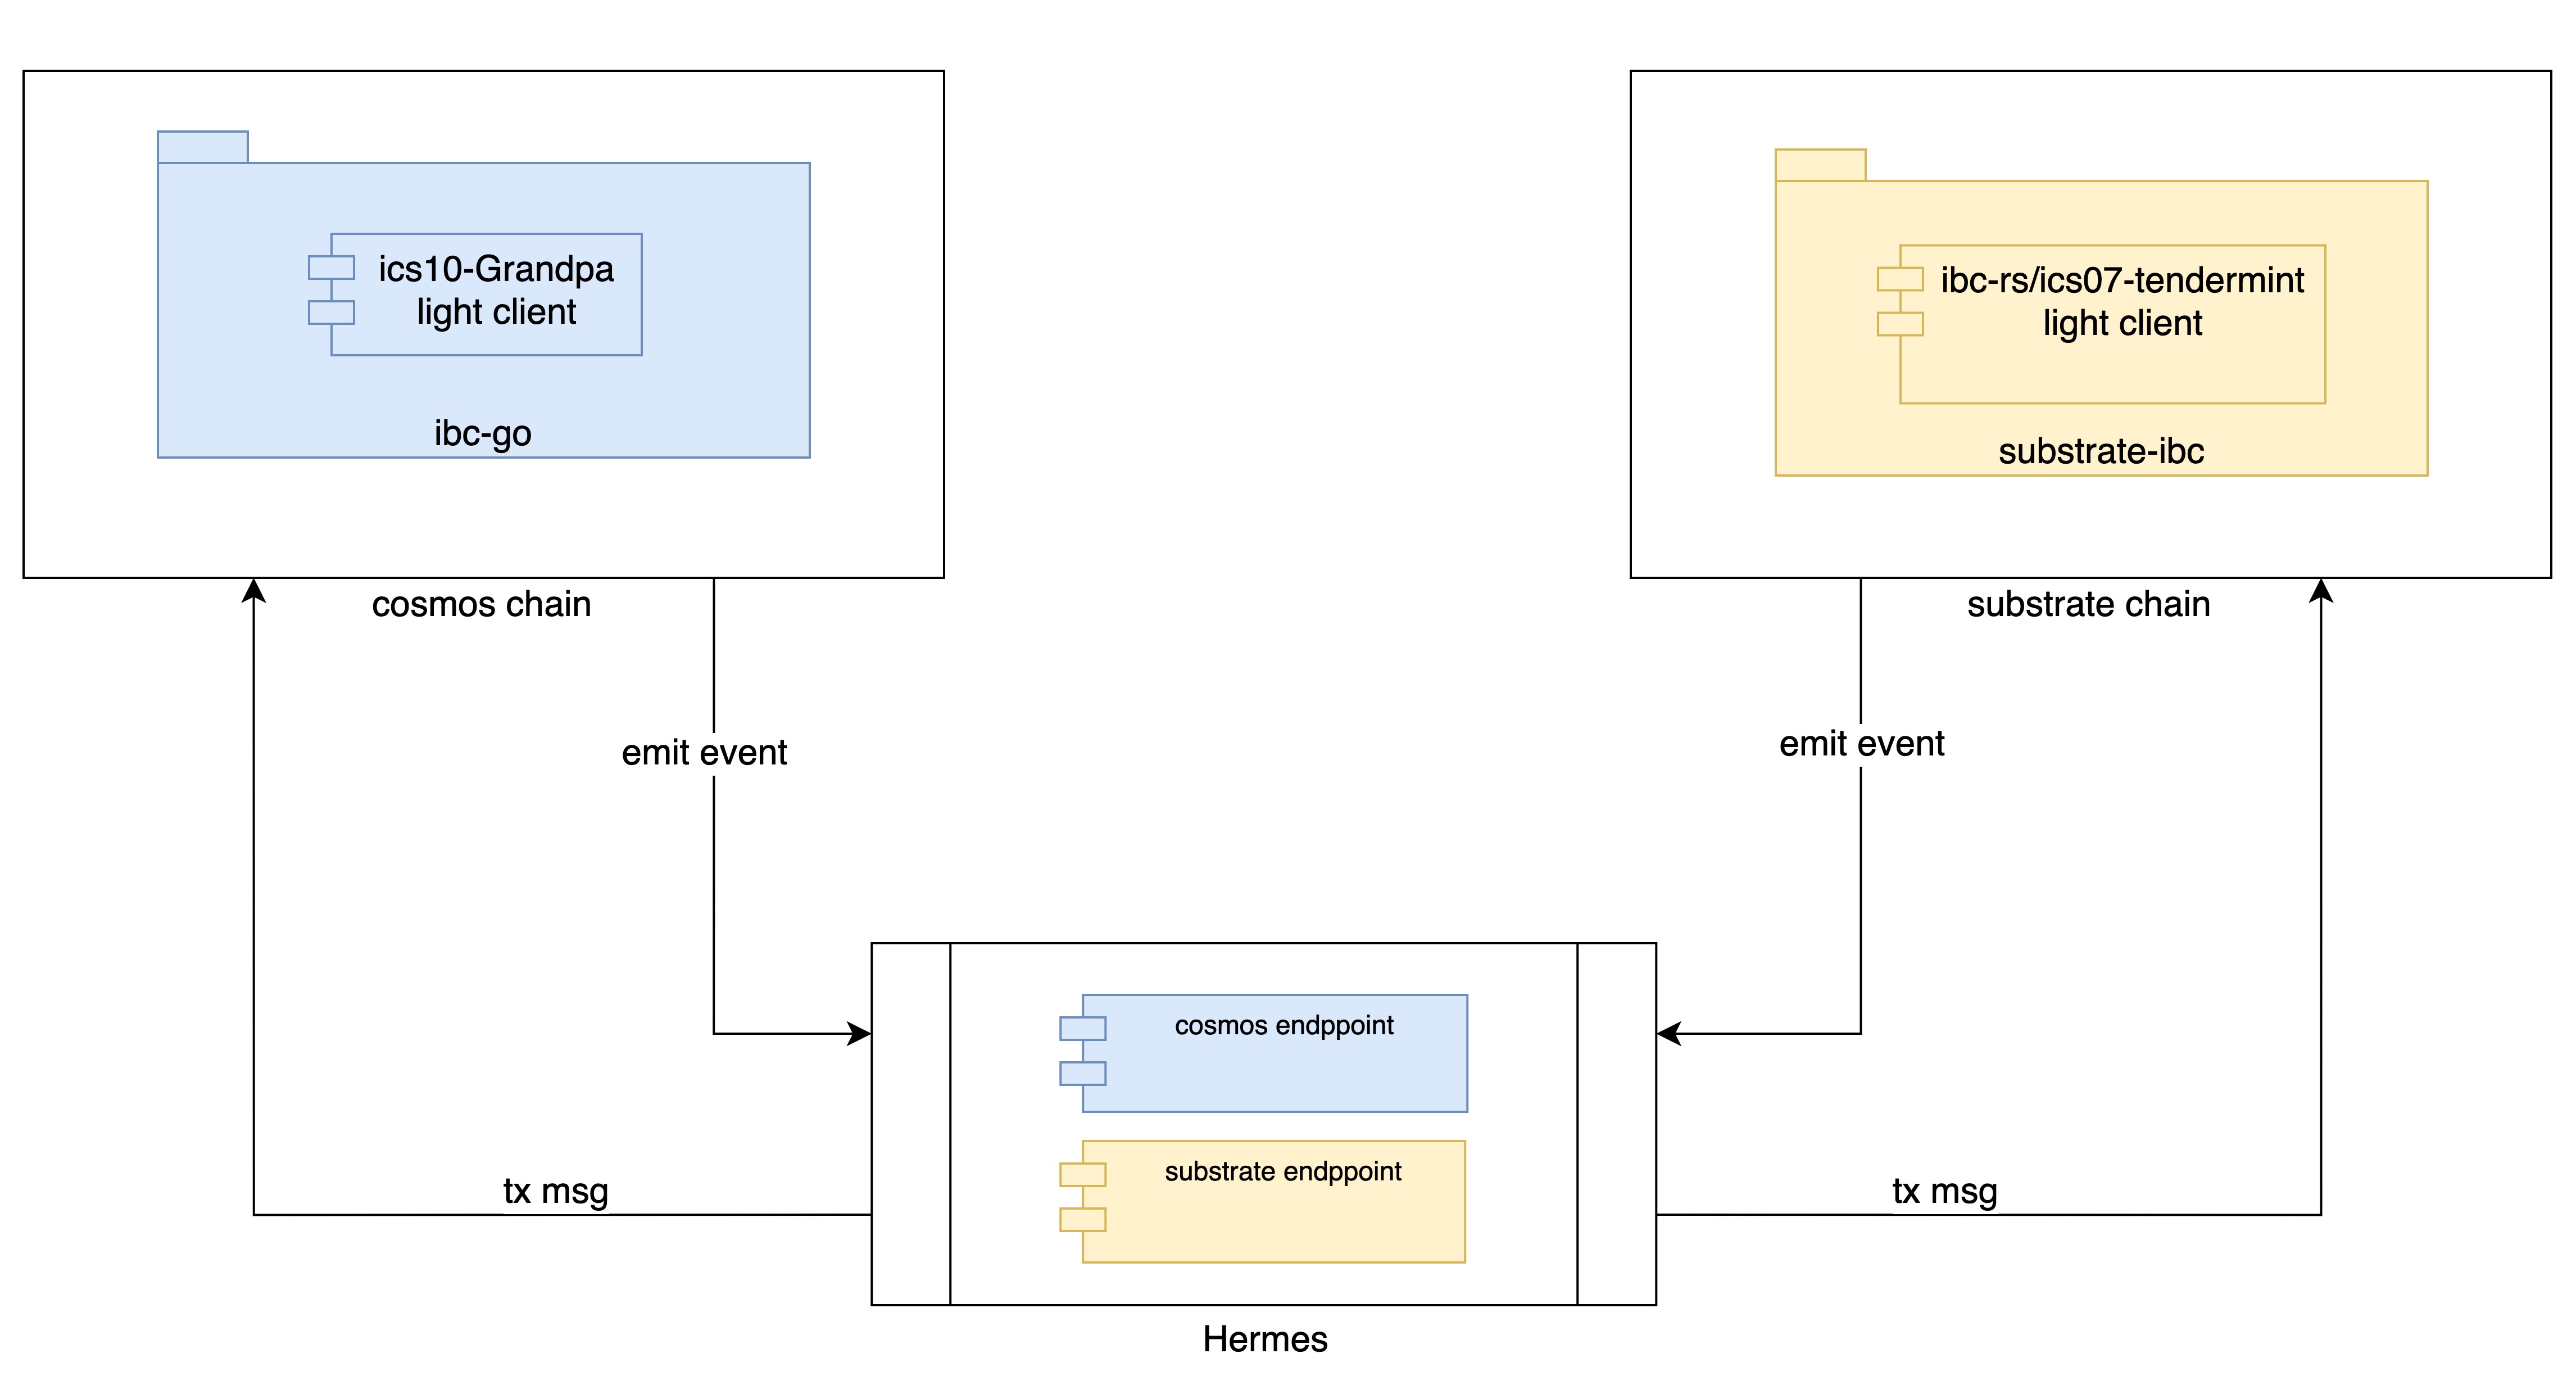 ics10-Grandpa
light client
ibc-go
cosmos chain
ibc-rs/ics07-tendermint
light client
substrate-ibc
substrate chain
emit event
emit event
cosmos endppoint
substrate endppoint
tx msg
tx msg
Hermes